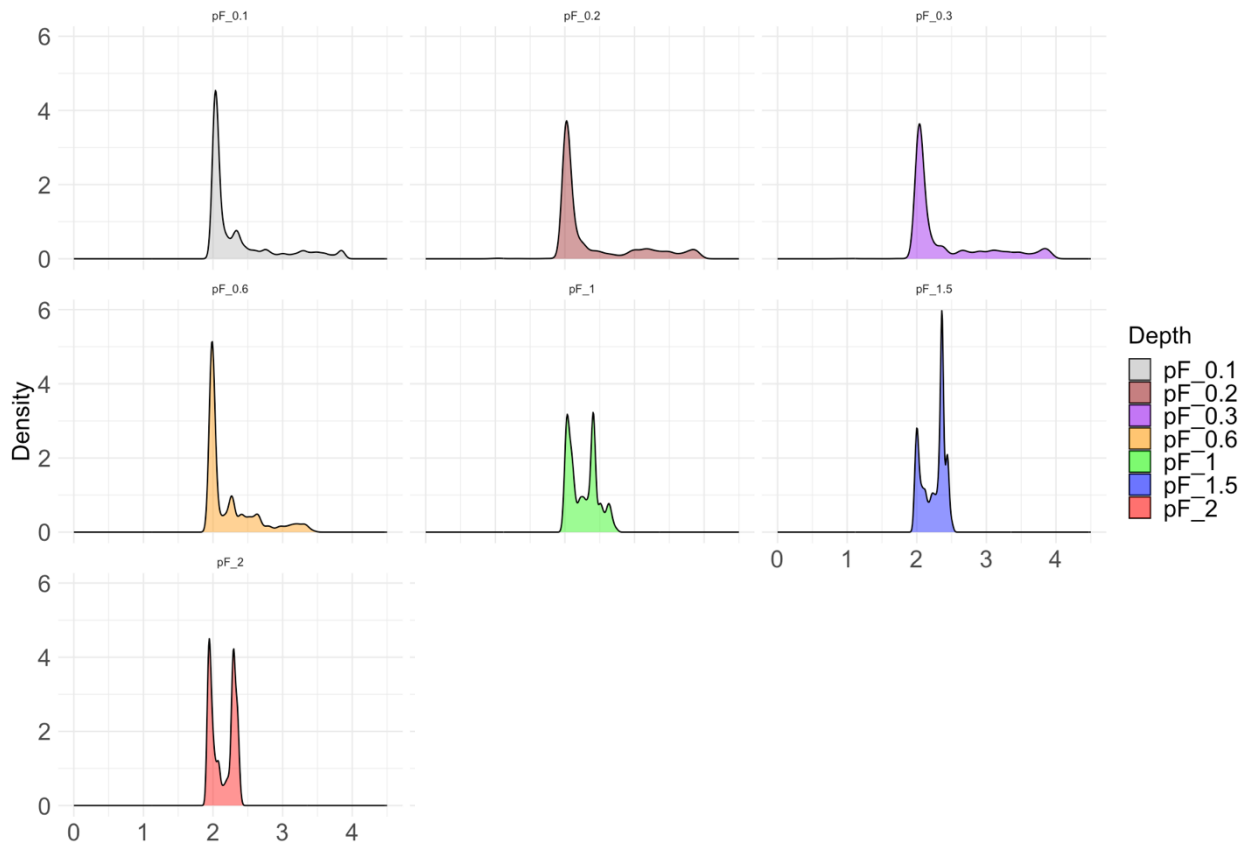 pF_0.1 pF_0.2 pF_0.3
6
4
2
0
pF_0.6 pF_1 pF_1.5
6
4
2
0
0 1 2 3 4
pF_2
6
4
2
0
0 1 2 3 4
Density
Depth
pF_0.1
pF_0.2
pF_0.3
pF_0.6
pF_1
pF_1.5
pF_2